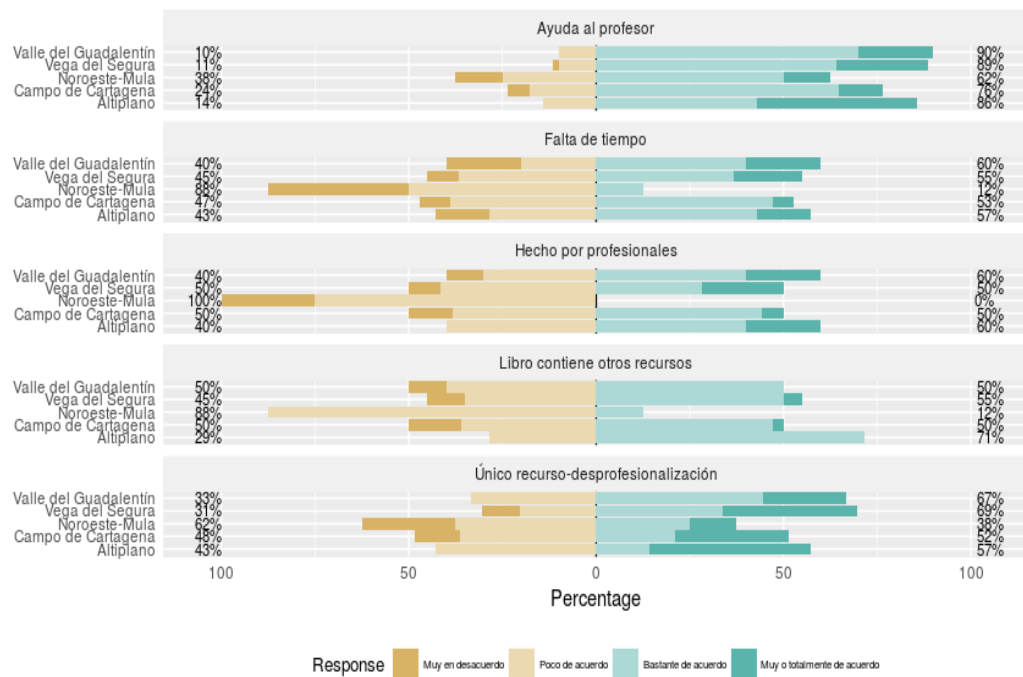 Ayuda al profesor
Valle del Guadalentín 10% 90%
Vega del Segura 11% 89%
Noroeste-Mula 38% 62%
Campo de Cartagena 24% 76%
Altiplano 14% 86%
Falta de tiempo
Valle del Guadalentín 40% 60%
Vega del Segura 45% 55%
Noroeste-Mula 88% 12%
Campo de Cartagena 47% 53%
Altiplano 43% 57%
Hecho por profesionales
Valle del Guadalentín 40% 60%
Vega del Segura 50% 50%
Noroeste-Mula 100% 0%
Campo de Cartagena 50% 50%
Altiplano 40% 60%
Libro contiene otros recursos
Valle del Guadalentín 50% 50%
Vega del Segura 45% 55%
Noroeste-Mula 88% 12%
Campo de Cartagena 50% 50%
Altiplano 29% 71%
Único recurso-desprofesionalización
Valle del Guadalentín 33% 67%
Vega del Segura 31% 69%
Noroeste-Mula 62% 38%
Campo de Cartagena 48% 52%
Altiplano 43% 57%
100 50 0 50 100
Percentage
Response Muy en desacuerdo Poco de acuerdo Bastante de acuerdo Muy o totalmente de acuerdo